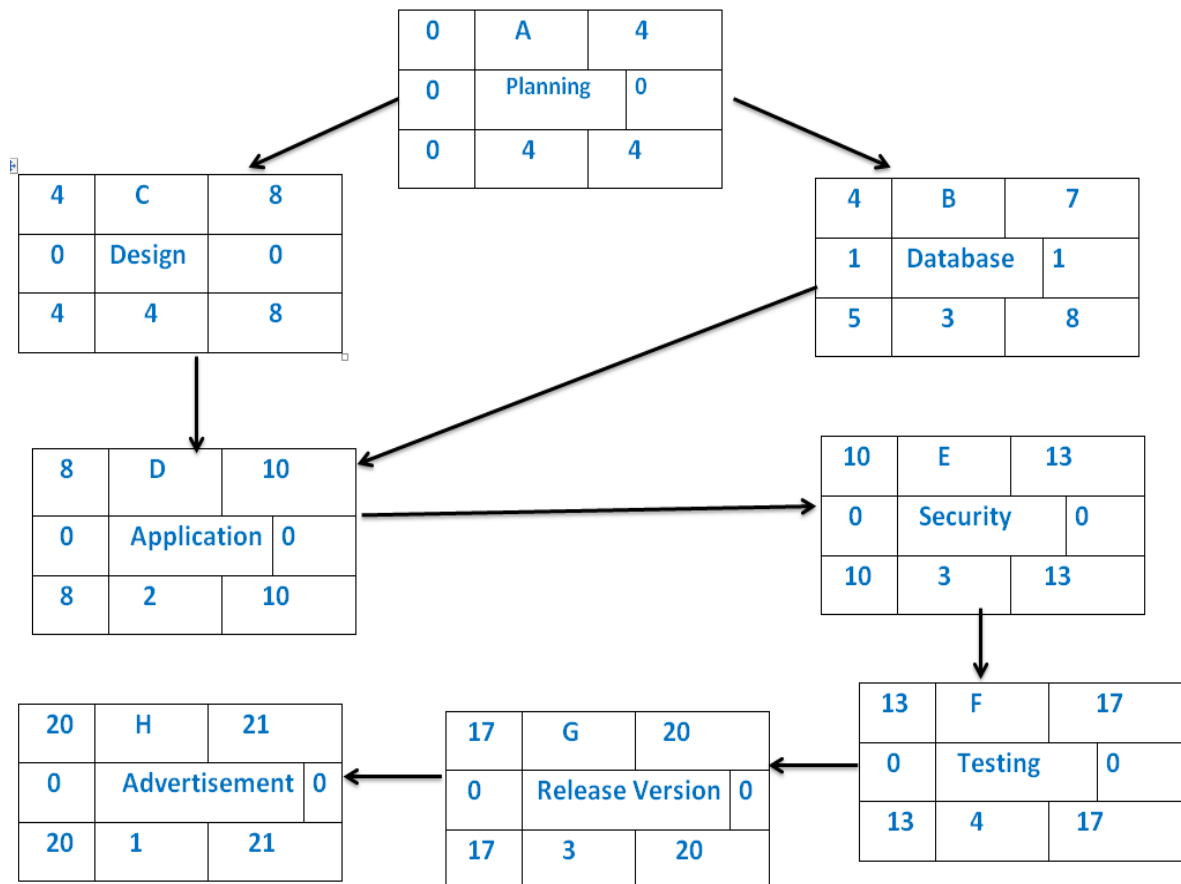 0 A 4
0 Planning 0
0 4 4
4 C 8
0 Design 0
4 4 8
4 B 7
1 Database 1
5 3 8
8 D 10
0 Application 0
8 2 10
10 E 13
0 Security 0
10 3 13
13 F 17
0 Testing 0
13 4 17
17 G 20
0 Release Version 0
17 3 20
20 H 21
0 Advertisement 0
20 1 21